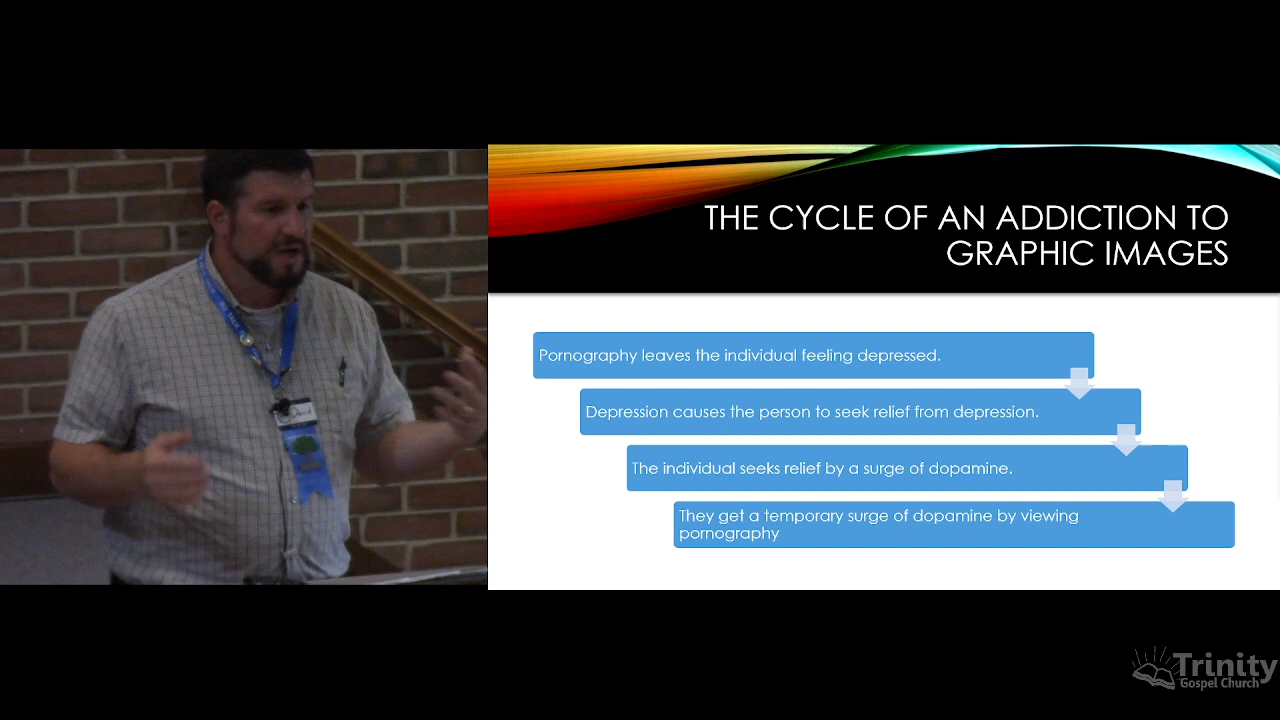 THE CYCLE OF AN ADDICTION TO
GRAPHIC IMAGES
Pornography leaves the individual feeling depressed.
Depression causes the person to seek relief from depression.
The individual seeks relief by a surge of dopamine.
They get a temporary surge of dopamine by viewing
pornography
Trinity
Gospel Church